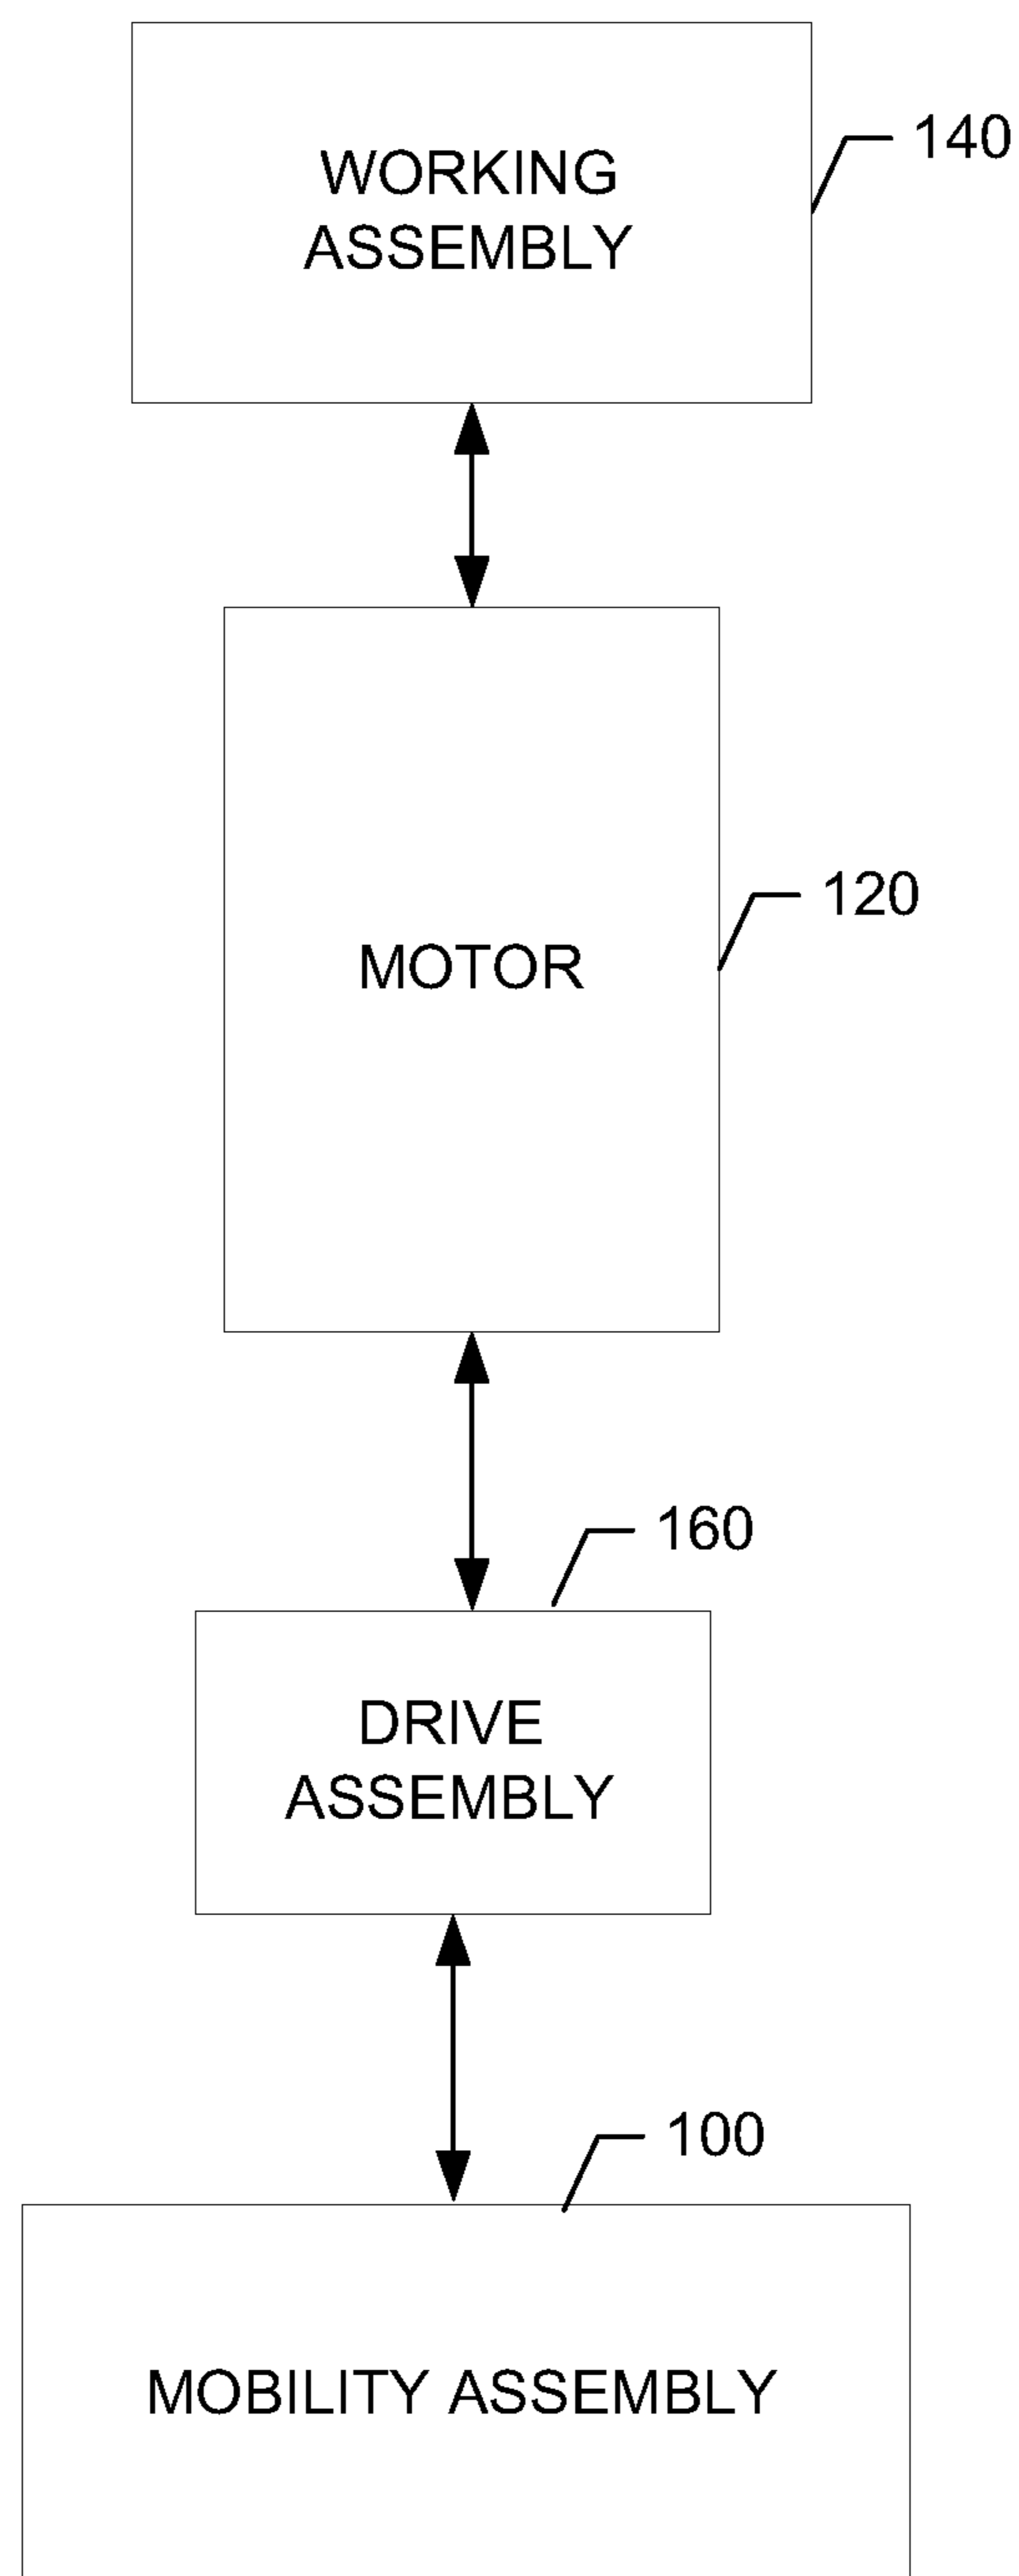 140
WORKING
ASSEMBLY
120
MOTOR
160
DRIVE
ASSEMBLY
100
MOBILITY ASSEMBLY